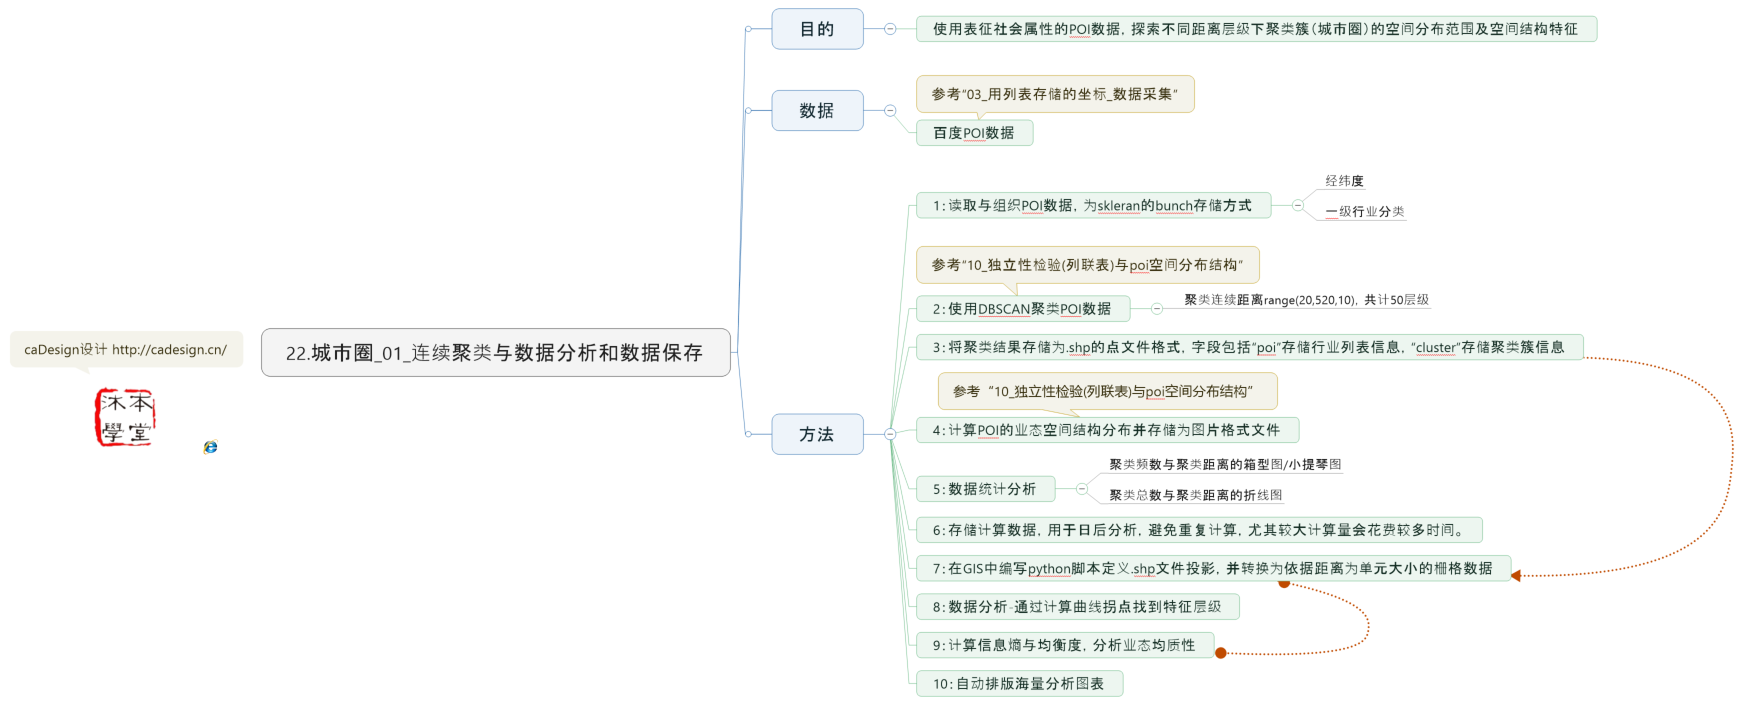 目的
使用表征社会属性的POI数据，探索不同距离层级下聚类簇（城市圈）的空间分布范围及空间结构特征
参考“03_用列表存储的坐标_数据采集”
数据
百度POI数据
经纬度
1：读取与组织POI数据，为skleran的bunch存储方式
一级行业分类
参考“10_独立性检验(列联表)与poi空间分布结构”
2：使用DBSCAN聚类POI数据
聚类连续距离range(20,520,10)，共计50层级
caDesign设计 http://cadesign.cn/
沐本
學堂
22.城市圈_01_连续聚类与数据分析和数据保存
3：将聚类结果存储为.shp的点文件格式，字段包括“poi”存储行业列表信息，“cluster”存储聚类簇信息
参考“10_独立性检验(列联表)与poi空间分布结构”
方法
4：计算POI的业态空间结构分布并存储为图片格式文件
聚类频数与聚类距离的箱型图/小提琴图
5：数据统计分析
聚类总数与聚类距离的折线图
6：存储计算数据，用于日后分析，避免重复计算，尤其较大计算量会花费较多时间。
7：在GIS中编写python脚本定义.shp文件投影，并转换为依据距离为单元大小的栅格数据
8：数据分析-通过计算曲线拐点找到特征层级
9：计算信息熵与均衡度，分析业态均质性
10：自动排版海量分析图表